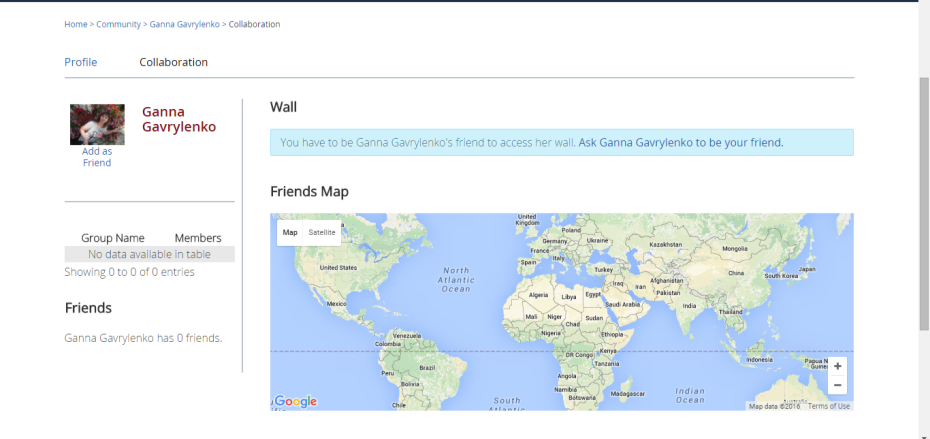 Home > Community > Ganna Gavrylenko > Collaboration
Profile Collaboration
Ganna
Gavrylenko
Add as
Friend
Group Name Members
No data available in table
Showing 0 to 0 of 0 entries
Friends
Ganna Gavrylenko has 0 friends.
Wall
You have to be Ganna Gavrylenko's friend to access her wall. Ask Ganna Gavrylenko to be your friend.
Friends Map
Map Satellite
United
Kingdom
Poland
Germany
Ukraine
Kazakhstan
Mongolia
France
Italy
Spain
Turkey
United States
North
Atlantic
Ocean
China
South Korea
Japan
Iraq
Iran
Afghanistan
Pakistan
Algeria
Libya
Egypt
Saudi Arabia
India
Thailand
Mexico
Mali
Niger
Chad
Sudan
Nigeria
Ethiopia
Venezuela
Colombia
DR Congo
Kenya
Tanzania
Indonesia
Papua N
Guine
Brazil
Peru
Bolivia
Angola
Namibia
Botswana
Madagascar
Indian
Ocean
Chile
South
Atlantic
Australia
+
−
Google
Map data ©2016 Terms of Use